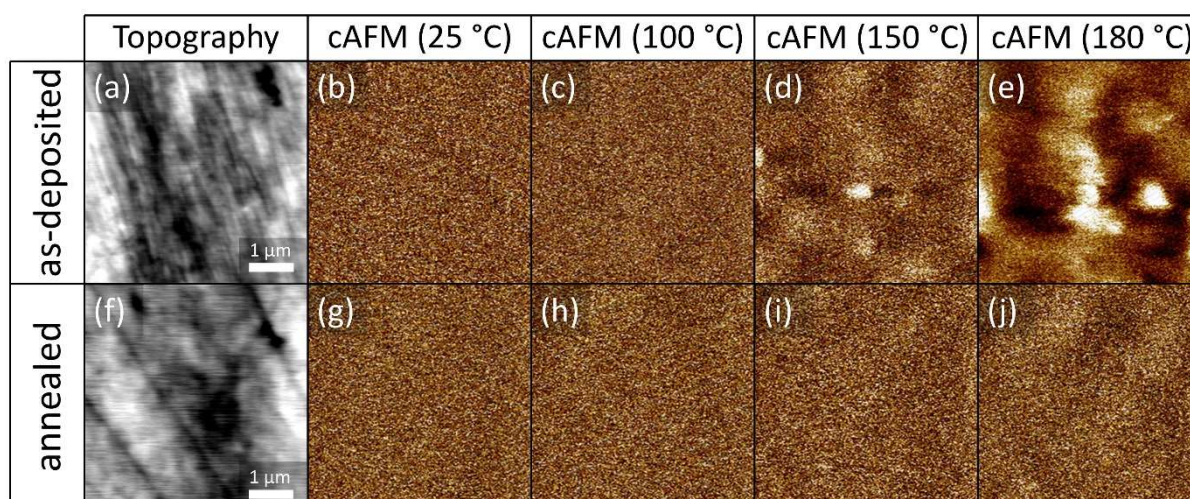 Topography cAFM (25 °C) cAFM (100 °C) cAFM (150 °C) cAFM (180 °C)
as-deposited
(a) (b) (c) (d) (e)
1 µm
annealed
(f) (g) (h) (i) (j)
1 µm